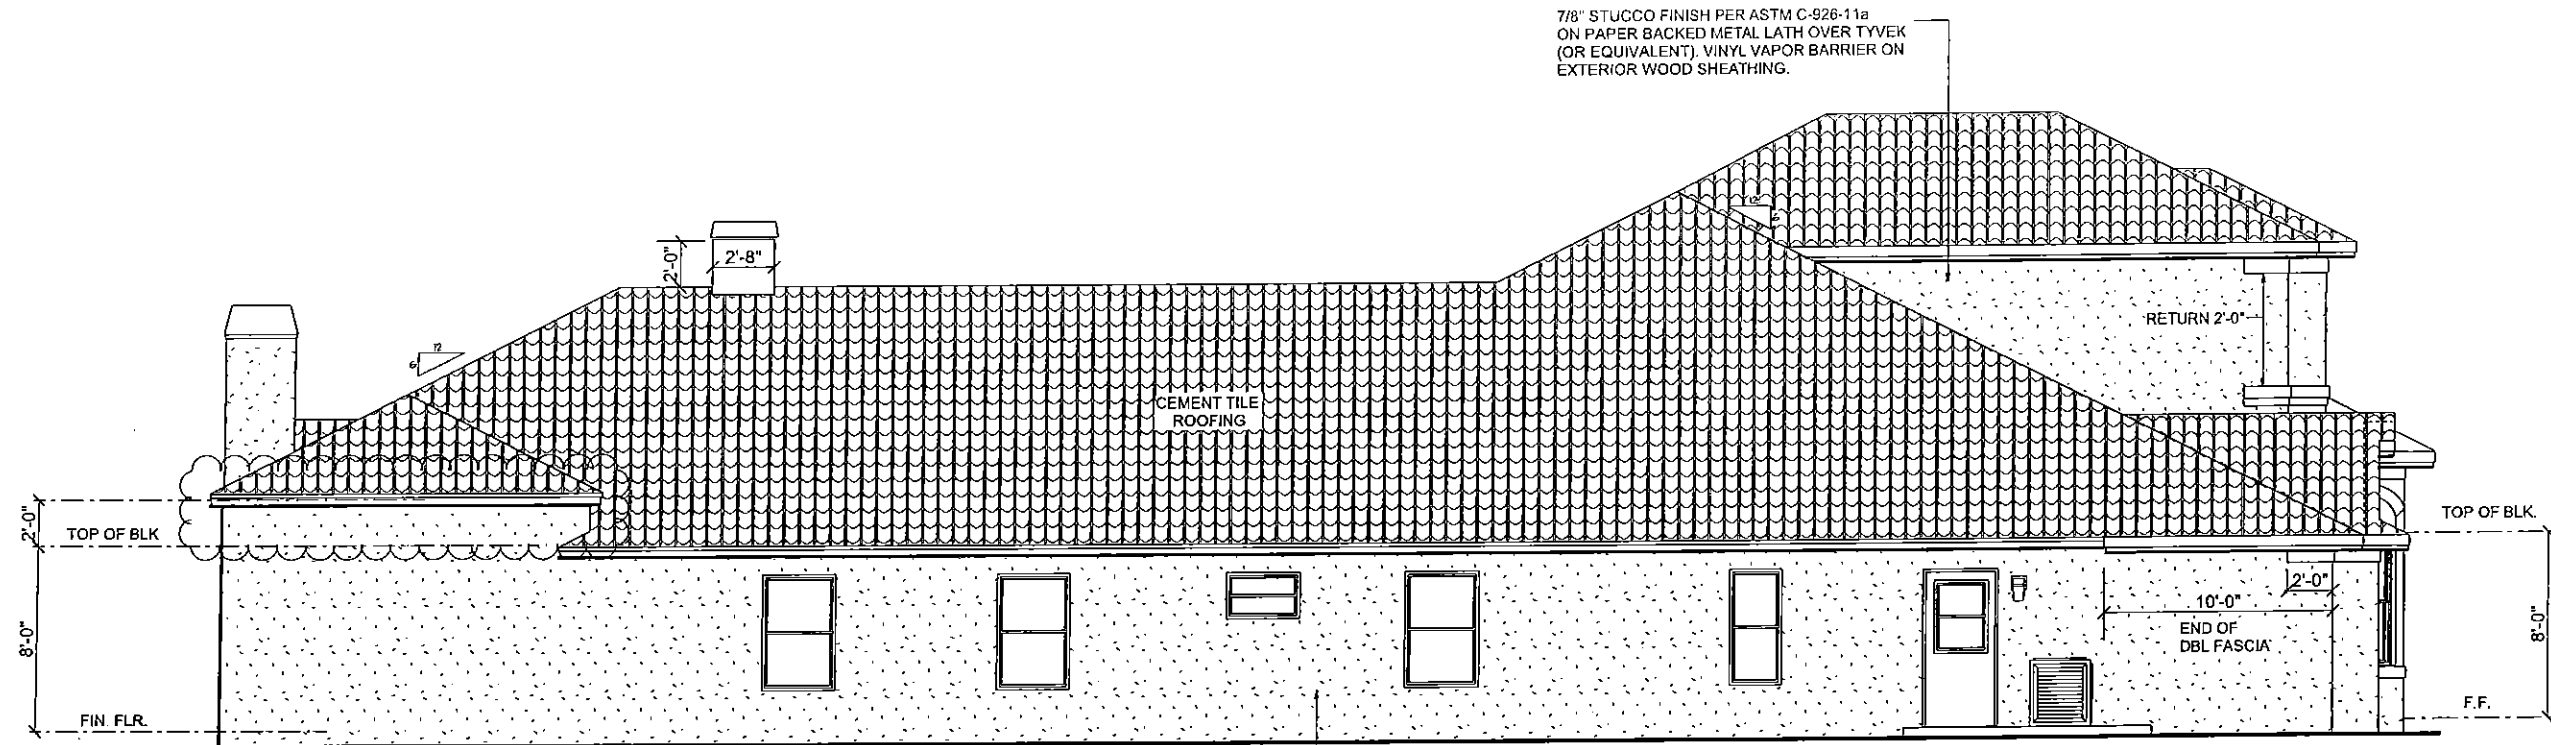 7/8" STUCCO FINISH PER ASTM C-926-11a
ON PAPER BACKED METAL LATH OVER TYVEK
(OR EQUIVALENT). VINYL VAPOR BARRIER ON
EXTERIOR WOOD SHEATHING.
12
6
2'-0"
2'-8"
RETURN 2'-0"
12
6
CEMENT TILE
ROOFING
2'-0"
TOP OF BLK
TOP OF BLK.
2'-0"
10'-0"
END OF
DBL FASCIA
8'-0"
8'-0"
FIN. FLR.
F.F.